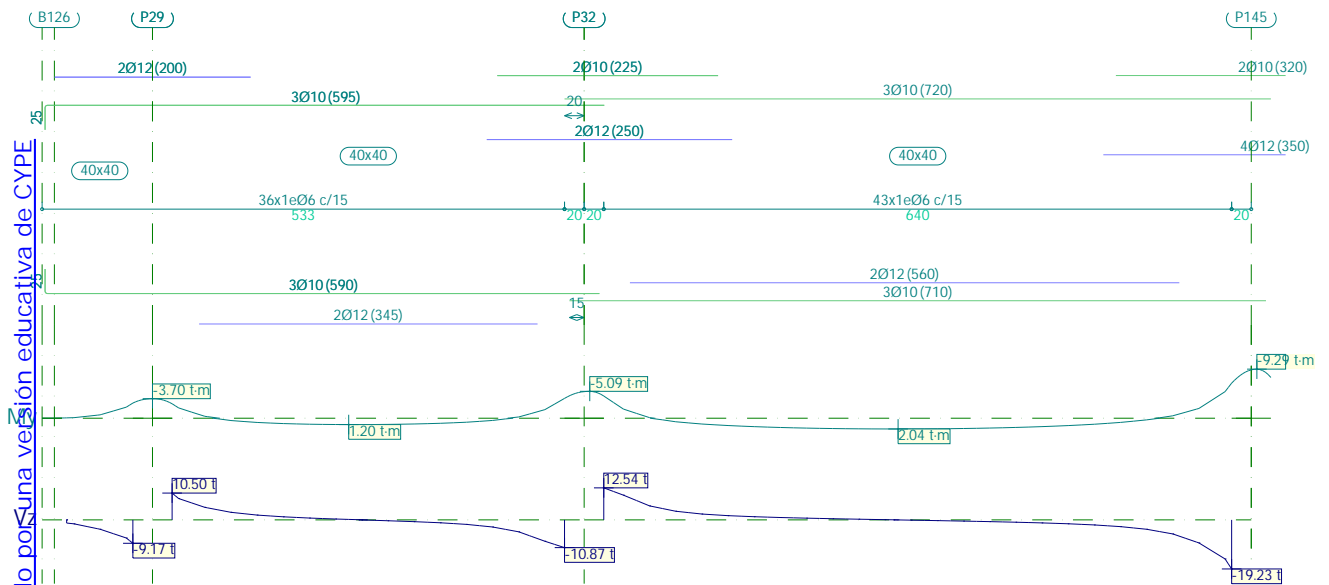 B126
P29
P32
P145
2Ø12(200)
2Ø10(225)
2Ø10(320)
3Ø10(595)
3Ø10(720)
25
20
2Ø12(250)
4Ø12(350)
40x40
40x40
40x40
36x1eØ6 c/15
43x1eØ6 c/15
533
20
20
640
20
25
2Ø12(560)
3Ø10(590)
3Ø10(710)
15
2Ø12(345)
-3.70 t·m
-5.09 t·m
-9.29 t·m
My
1.20 t·m
2.04 t·m
10.50 t
12.54 t
Vz
-9.17 t
-10.87 t
-19.23 t
do por una versión educativa de CYPE